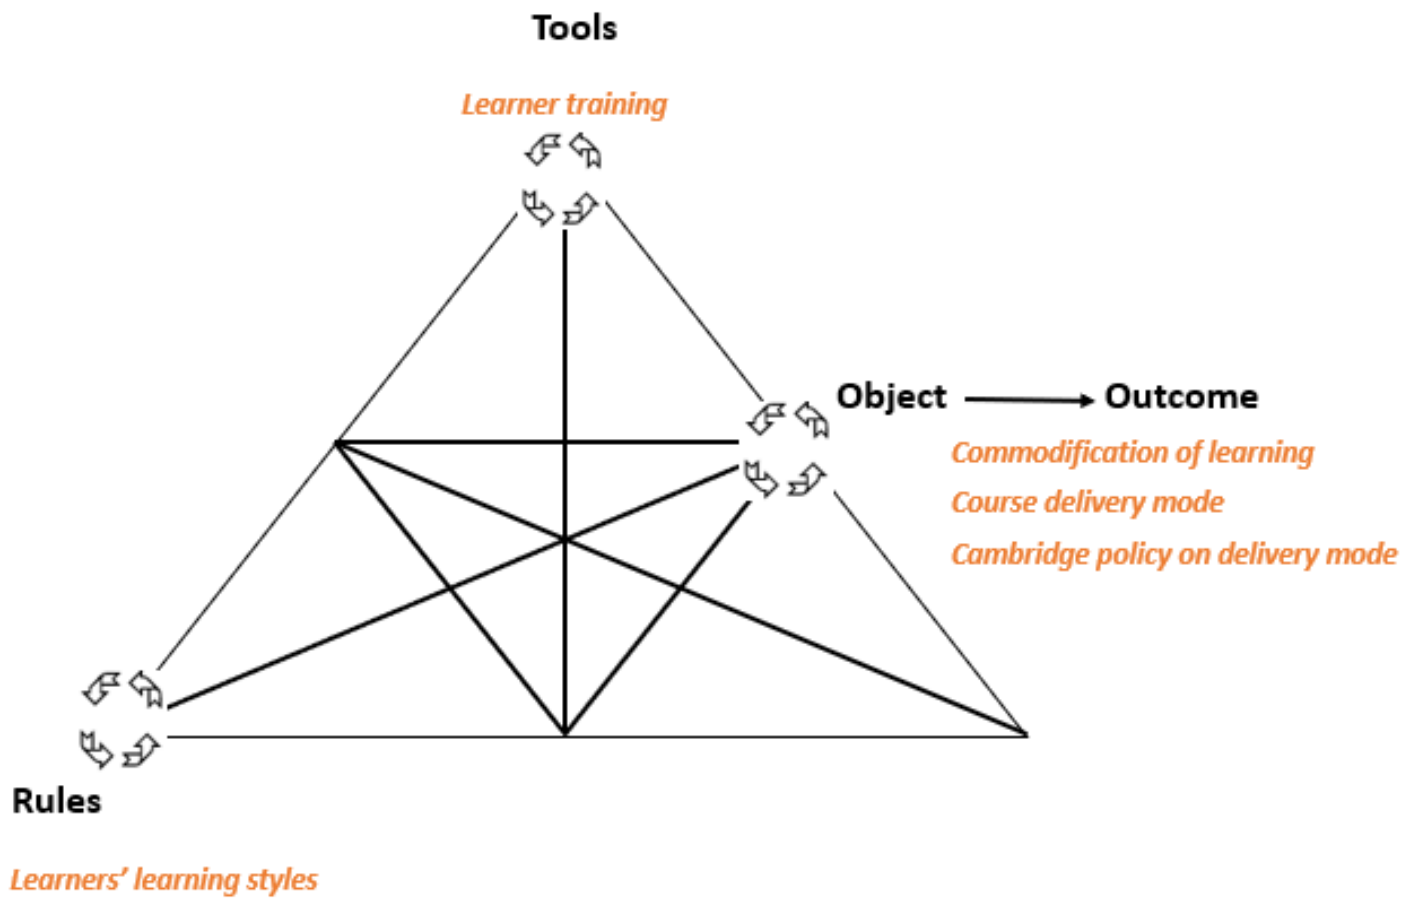 Tools
Learner training
Object
Outcome
Commodification of learning
Course delivery mode
Cambridge policy on delivery mode
Rules
Learners’ learning styles